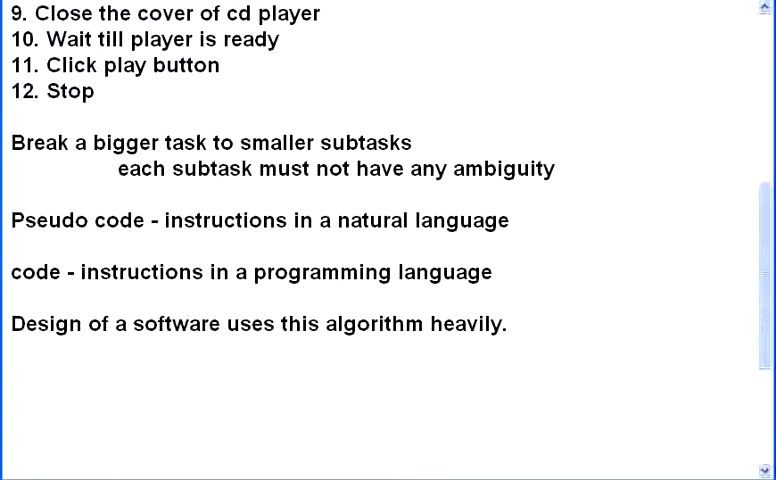 9. Close the cover of cd player
10. Wait till player is ready
11. Click play button
12. Stop
Break a bigger task to smaller subtasks
each subtask must not have any ambiguity
Pseudo code - instructions in a natural language
code - instructions in a programming language
Design of a software uses this algorithm heavily.